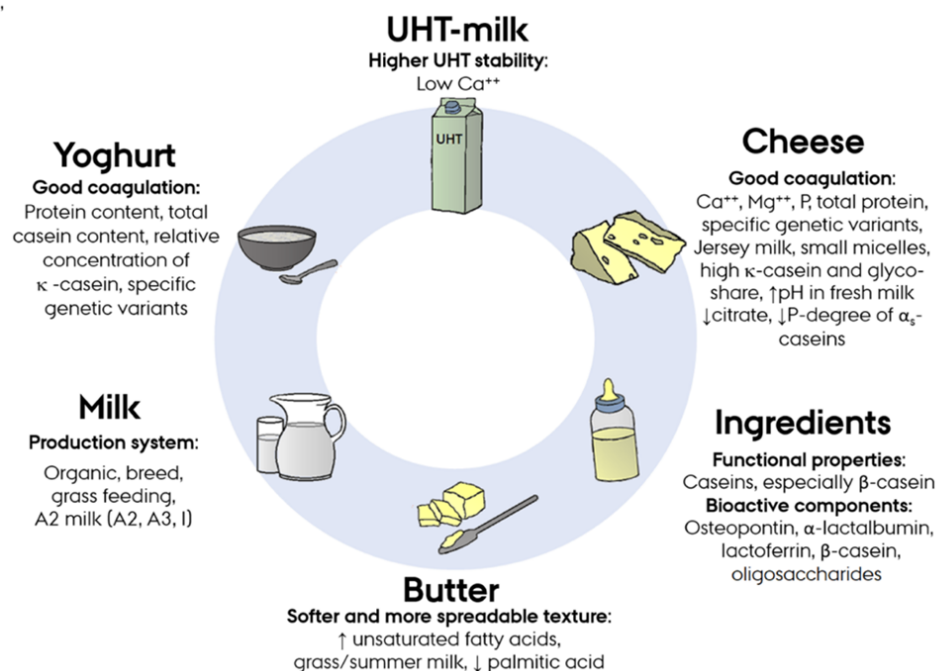 ,
UHT-milk
Higher UHT stability:
Low Ca⁺⁺
UHT
Yoghurt
Good coagulation:
Protein content, total
casein content, relative
concentration of
κ -casein, specific
genetic variants
Cheese
Good coagulation:
Ca⁺⁺, Mg⁺⁺, P, total protein,
specific genetic variants,
Jersey milk, small micelles,
high κ-casein and glyco-
share, ↑pH in fresh milk
↓citrate, ↓P-degree of αₛ-
caseins
Milk
Production system:
Organic, breed,
grass feeding,
A2 milk (A2, A3, I)
Ingredients
Functional properties:
Caseins, especially β-casein
Bioactive components:
Osteopontin, α-lactalbumin,
lactoferrin, β-casein,
oligosaccharides
Butter
Softer and more spreadable texture:
↑ unsaturated fatty acids,
grass/summer milk, ↓ palmitic acid